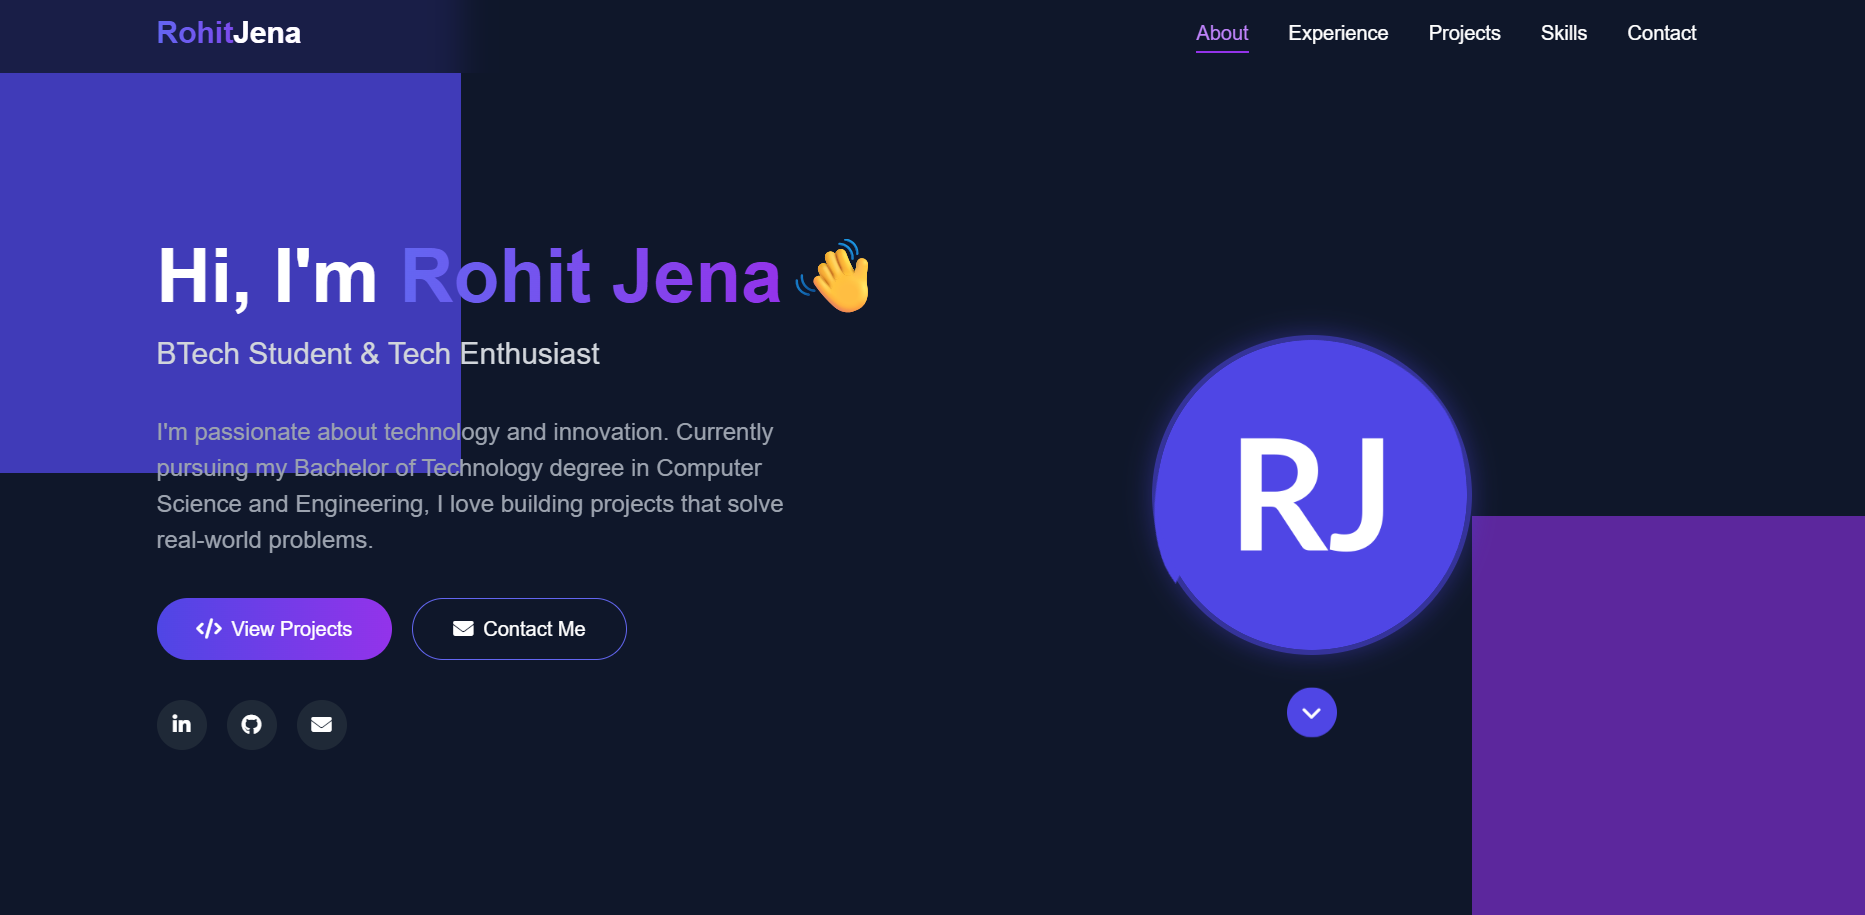 RohitJena
About Experience Projects Skills Contact
Hi, I'm Rohit Jena 👋
BTech Student & Tech Enthusiast
I'm passionate about technology and innovation. Currently
pursuing my Bachelor of Technology degree in Computer
Science and Engineering, I love building projects that solve
real-world problems.
View Projects
Contact Me
in
RJ